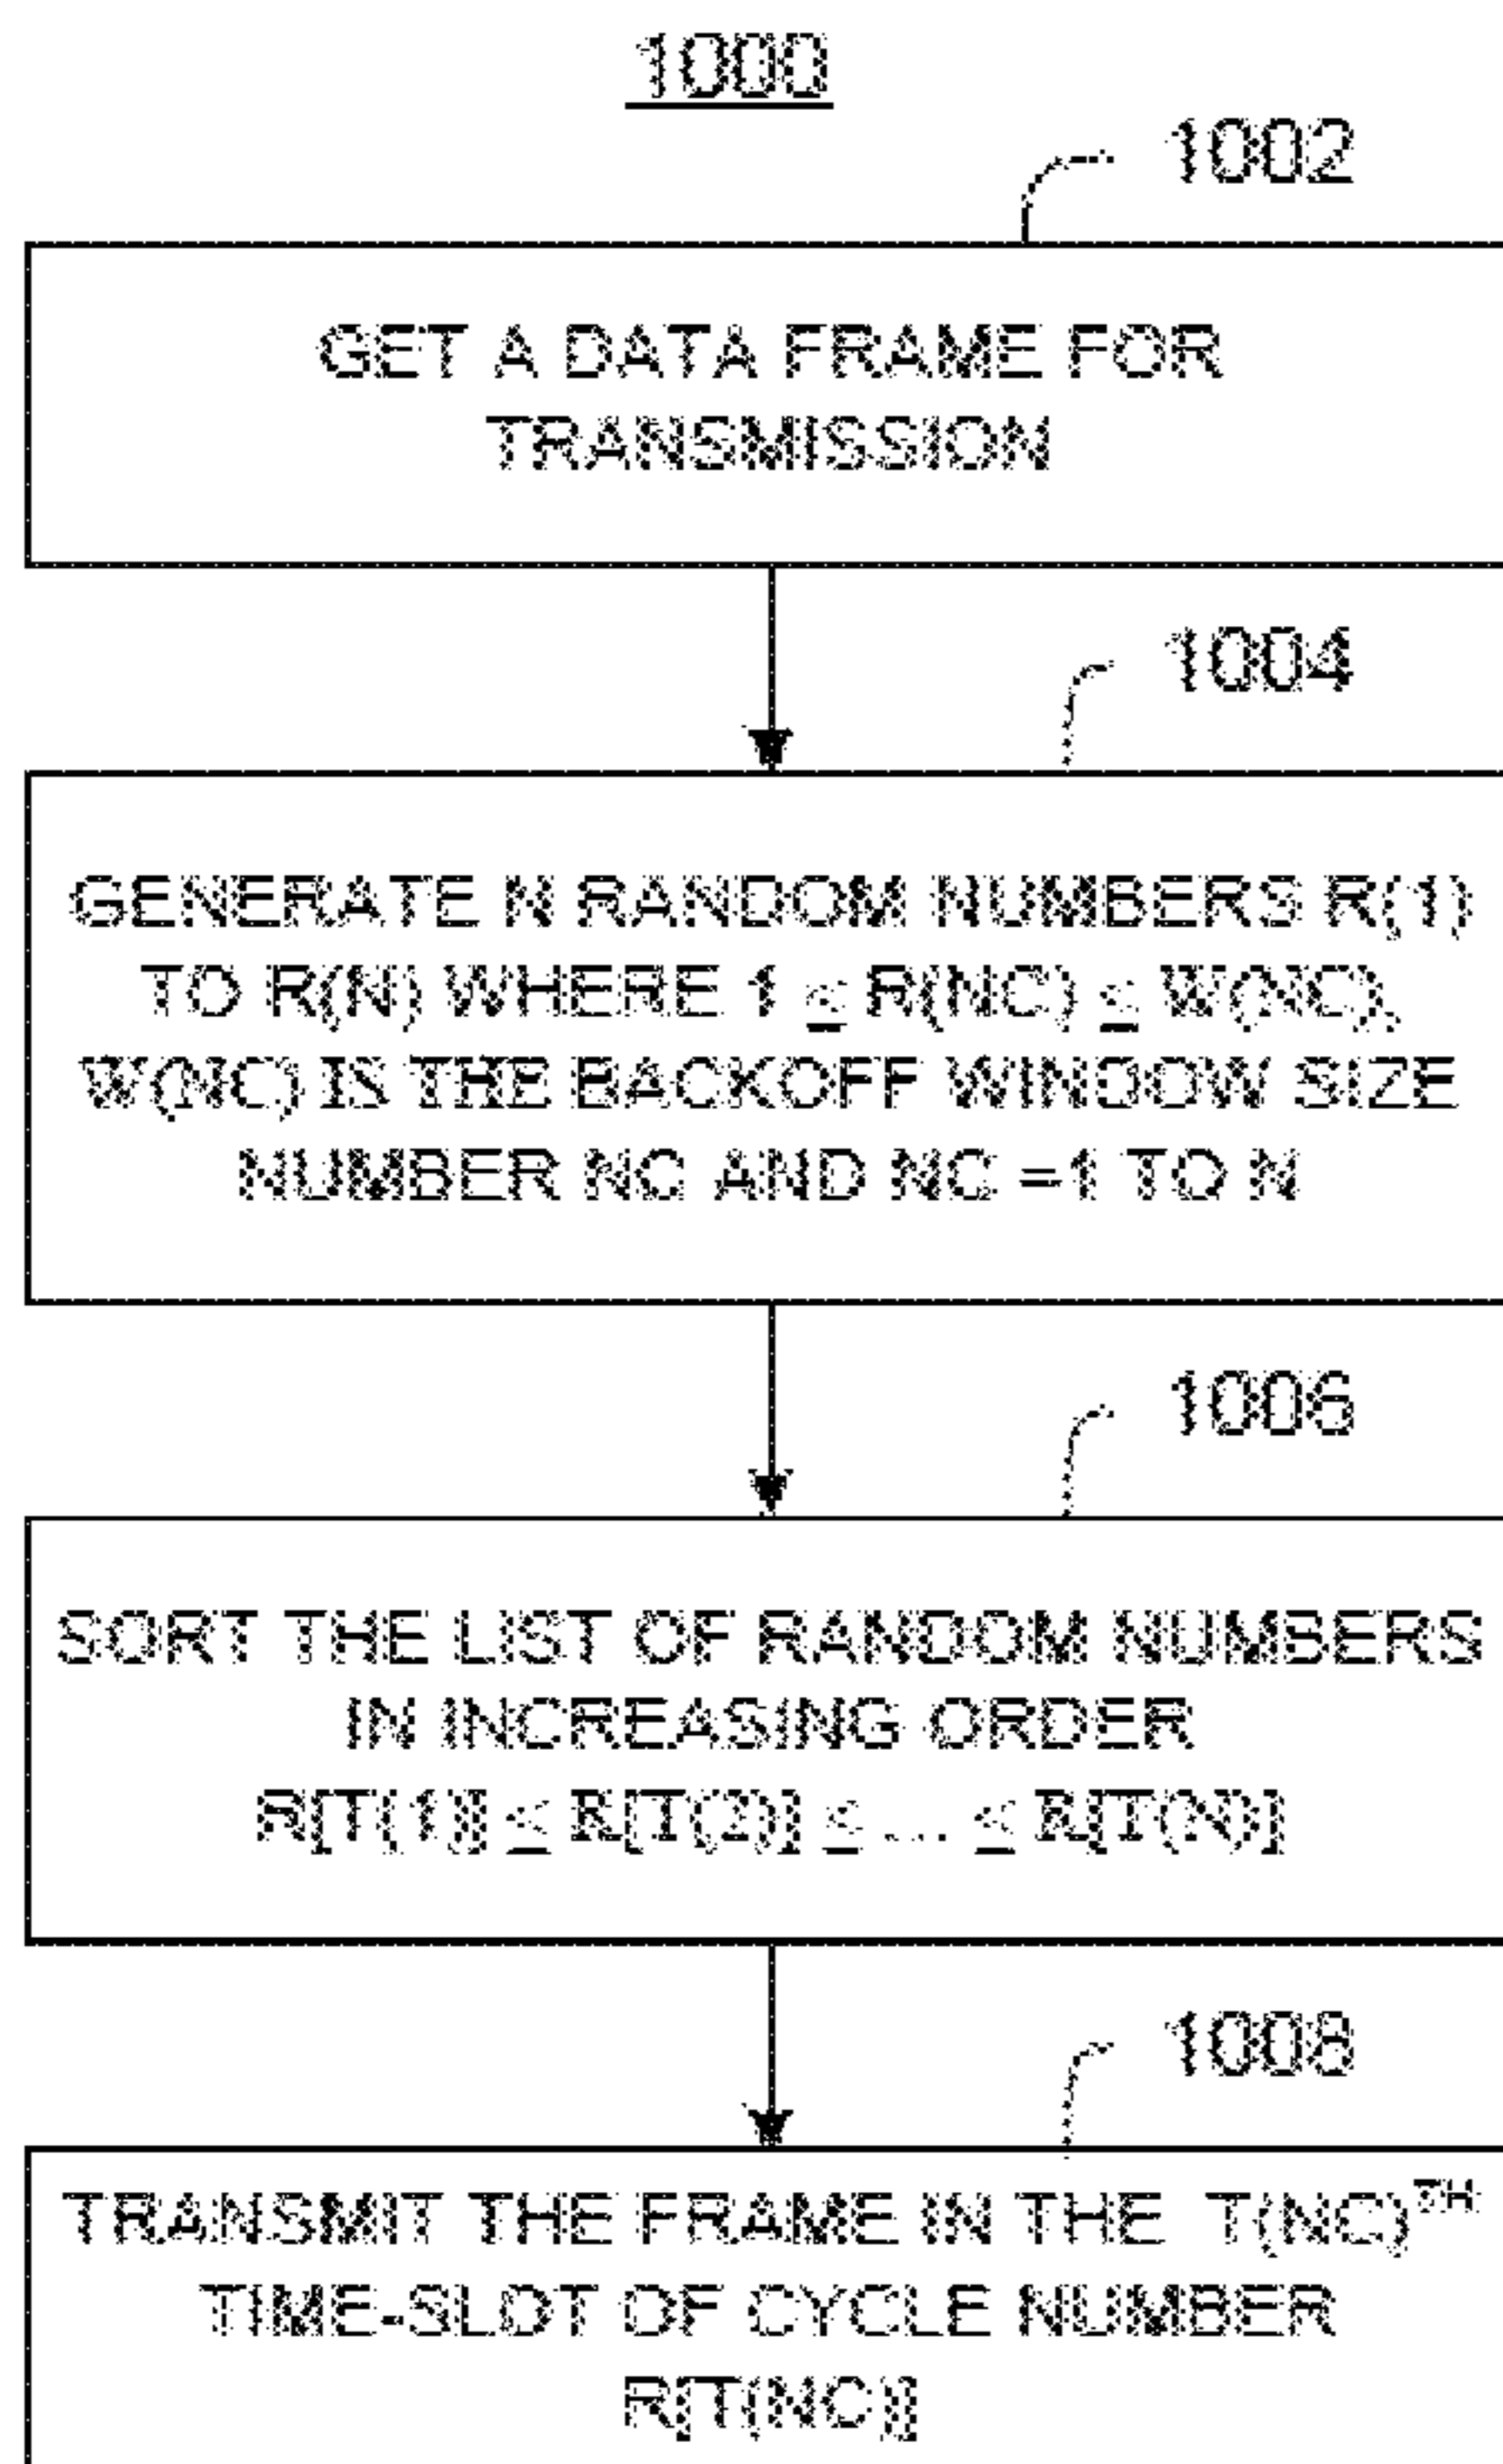 1000
1002
GET A DATA FRAME FOR
TRANSMISSION
1004
GENERATE N RANDOM NUMBERS R(1)
TO R(N) WHERE 1 ≤ R(NC) ≤ W(NC),
W(NC) IS THE BACKOFF WINDOW SIZE
NUMBER NC AND NC =1 TO N
1006
SORT THE LIST OF RANDOM NUMBERS
IN INCREASING ORDER
R[T(1)] ≤ R[T(2)] ≤ ... ≤ R[T(N)]
1008
TRANSMIT THE FRAME IN THE T(NC)TH
TIME-SLOT OF CYCLE NUMBER
R[T(NC)]